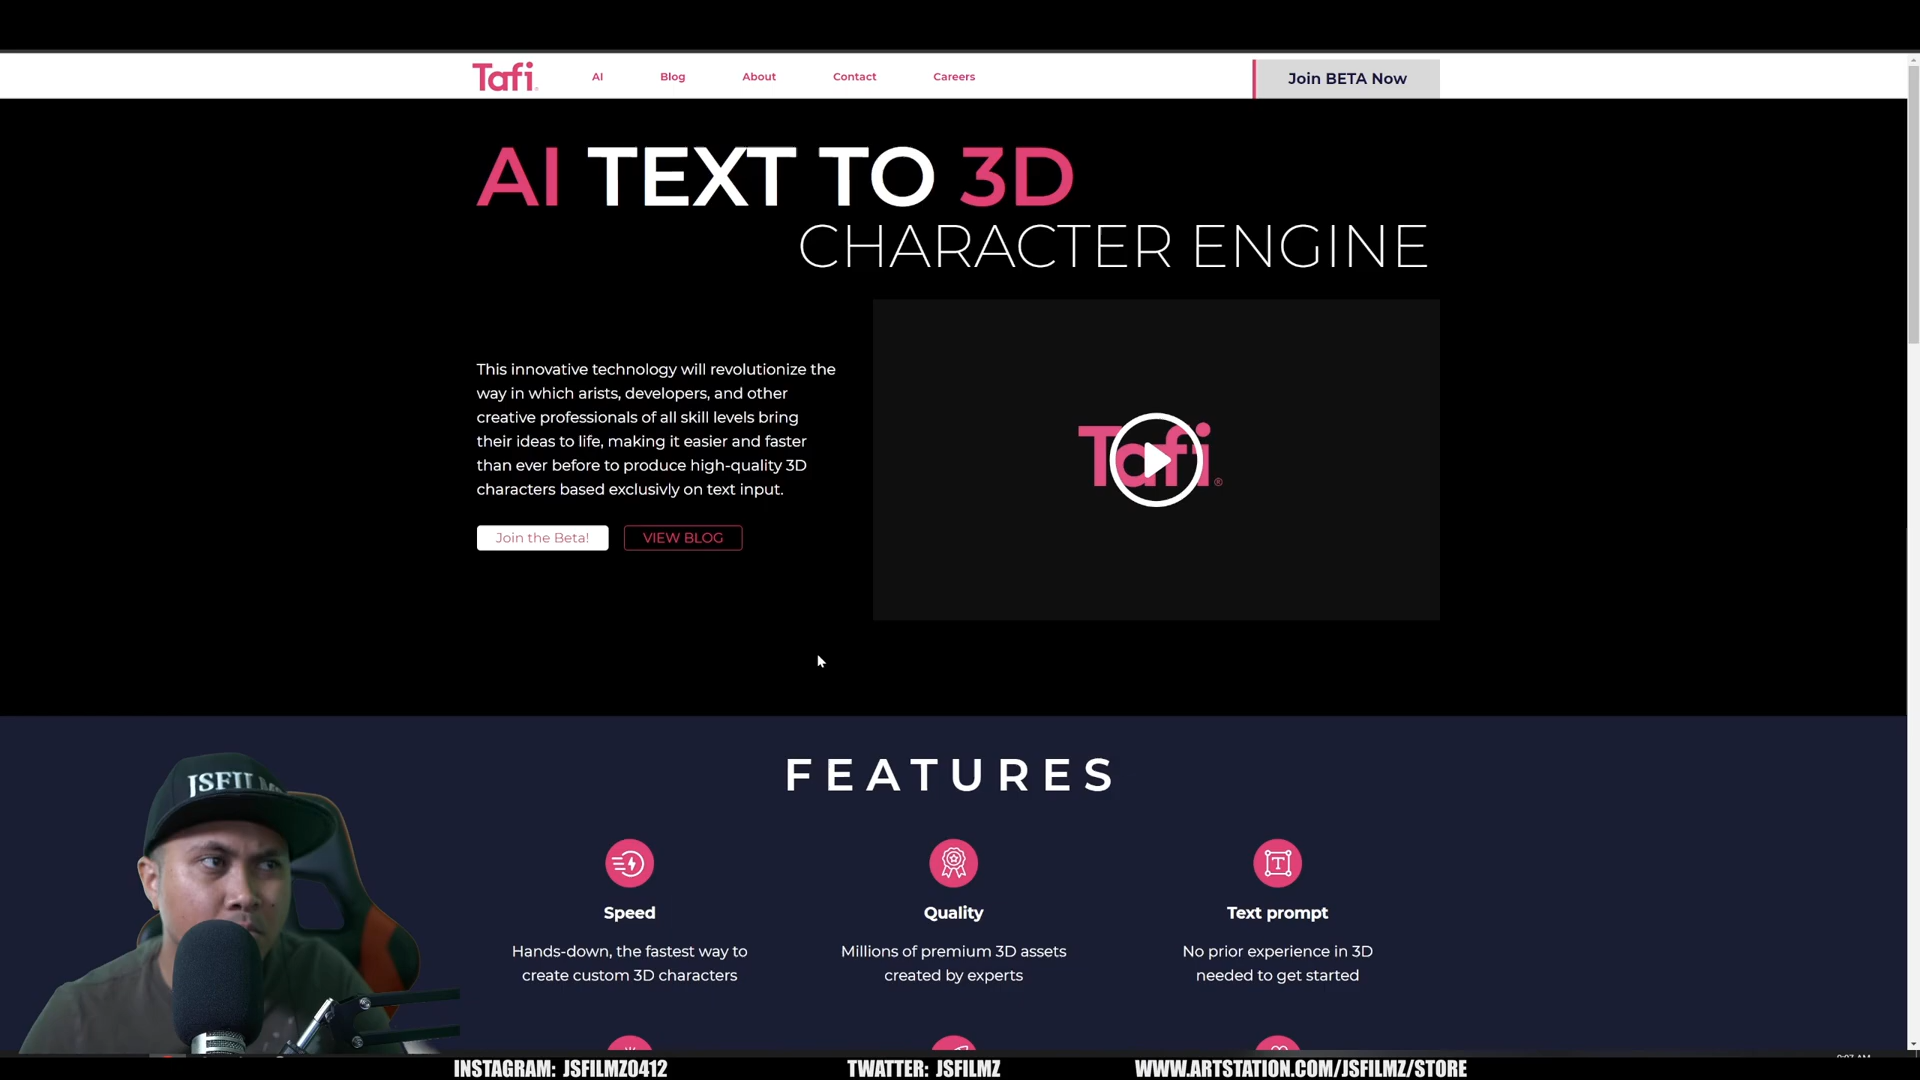 Tafi
AI
Blog
About
Contact
Careers
Join BETA Now
AI TEXT TO 3D
CHARACTER ENGINE
This innovative technology will revolutionize the
way in which arists, developers, and other
creative professionals of all skill levels bring
their ideas to life, making it easier and faster
than ever before to produce high-quality 3D
characters based exclusivly on text input.
Join the Beta!
VIEW BLOG
Tafi®
FEATURES
Speed
Hands-down, the fastest way to
create custom 3D characters
Quality
Millions of premium 3D assets
created by experts
T
Text prompt
No prior experience in 3D
needed to get started
INSTAGRAM: JSFILMZ0412
TWATTER: JSFILMZ
WWW.ARTSTATION.COM/JSFILMZ/STORE